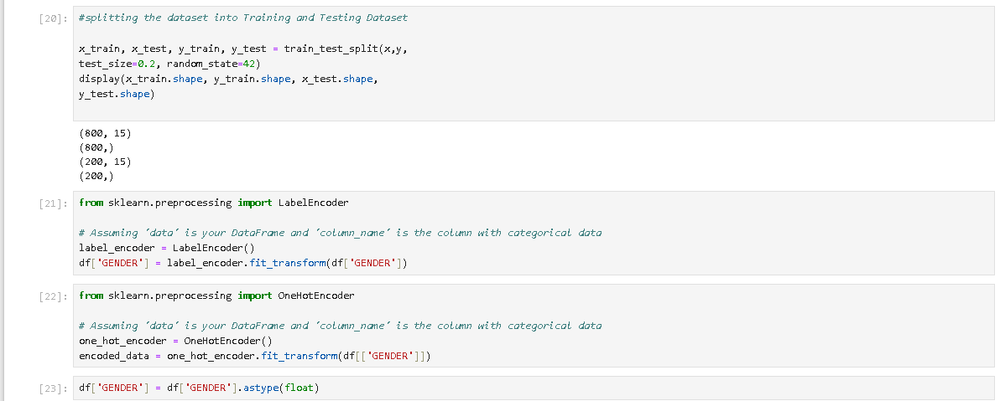 [20]: #splitting the dataset into Training and Testing Dataset
x_train, x_test, y_train, y_test = train_test_split(x,y,
test_size=0.2, random_state=42)
display(x_train.shape, y_train.shape, x_test.shape,
y_test.shape)
(800, 15)
(800,)
(200, 15)
(200,)
[21]: from sklearn.preprocessing import LabelEncoder
# Assuming 'data' is your DataFrame and 'column_name' is the column with categorical data
label_encoder = LabelEncoder()
df['GENDER'] = label_encoder.fit_transform(df['GENDER'])
[22]: from sklearn.preprocessing import OneHotEncoder
# Assuming 'data' is your DataFrame and 'column_name' is the column with categorical data
one_hot_encoder = OneHotEncoder()
encoded_data = one_hot_encoder.fit_transform(df[['GENDER']])
[23]: df['GENDER'] = df['GENDER'].astype(float)